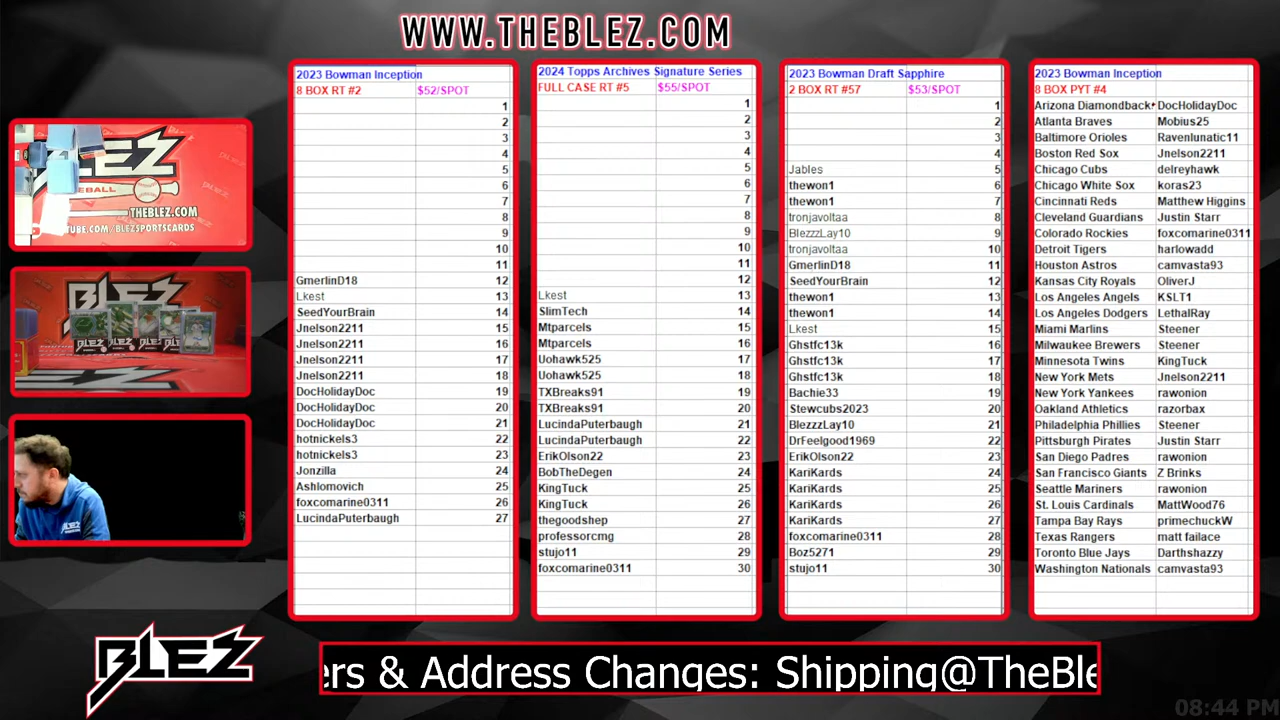 WWW.THEBLEZ.COM
2023 Bowman Inception
8 BOX RT #2 $52/SPOT
1
2
3
4
5
6
7
8
9
10
11
GmerlinD18 12
Lkest 13
SeedYourBrain 14
Jnelson2211 15
Jnelson2211 16
Jnelson2211 17
Jnelson2211 18
DocHolidayDoc 19
DocHolidayDoc 20
DocHolidayDoc 21
hotnickels3 22
hotnickels3 23
Jonzilla 24
Ashlomovich 25
foxcomarine0311 26
LucindaPuterbaugh 27
2024 Topps Archives Signature Series
FULL CASE RT #5 $55/SPOT
1
2
3
4
5
6
7
8
9
10
11
12
Lkest 13
SlimTech 14
Mtparcels 15
Mtparcels 16
Uohawk525 17
Uohawk525 18
TXBreaks91 19
TXBreaks91 20
LucindaPuterbaugh 21
LucindaPuterbaugh 22
ErikOlson22 23
BobTheDegen 24
KingTuck 25
KingTuck 26
thegoodshep 27
professorcmg 28
stujo11 29
foxcomarine0311 30
2023 Bowman Draft Sapphire
2 BOX RT #57 $53/SPOT
1
2
3
4
Jables 5
thewon1 6
thewon1 7
tronjavoltaa 8
BlezzzLay10 9
tronjavoltaa 10
GmerlinD18 11
SeedYourBrain 12
thewon1 13
thewon1 14
Lkest 15
Ghstfc13k 16
Ghstfc13k 17
Ghstfc13k 18
Bachie33 19
Stewcubs2023 20
BlezzzLay10 21
DrFeelgood1969 22
ErikOlson22 23
KariKards 24
KariKards 25
KariKards 26
KariKards 27
foxcomarine0311 28
Boz5271 29
stujo11 30
2023 Bowman Inception
8 BOX PYT #4
Arizona Diamondback DocHolidayDoc
Atlanta Braves Mobius25
Baltimore Orioles Ravenlunatic11
Boston Red Sox Jnelson2211
Chicago Cubs delreyhawk
Chicago White Sox koras23
Cincinnati Reds Matthew Higgins
Cleveland Guardians Justin Starr
Colorado Rockies foxcomarine0311
Detroit Tigers harlowadd
Houston Astros camvasta93
Kansas City Royals OliverJ
Los Angeles Angels KSLT1
Los Angeles Dodgers LethalRay
Miami Marlins Steener
Milwaukee Brewers Steener
Minnesota Twins KingTuck
New York Mets Jnelson2211
New York Yankees rawonion
Oakland Athletics razorbax
Philadelphia Phillies Steener
Pittsburgh Pirates Justin Starr
San Diego Padres rawonion
San Francisco Giants Z Brinks
Seattle Mariners rawonion
St. Louis Cardinals MattWood76
Tampa Bay Rays primechuckW
Texas Rangers matt failace
Toronto Blue Jays Darthshazzy
Washington Nationals camvasta93
BLEZ
THEBLEZ.COM
BLEZ
BLEZ
ers & Address Changes: Shipping@TheBle
08:44 PM